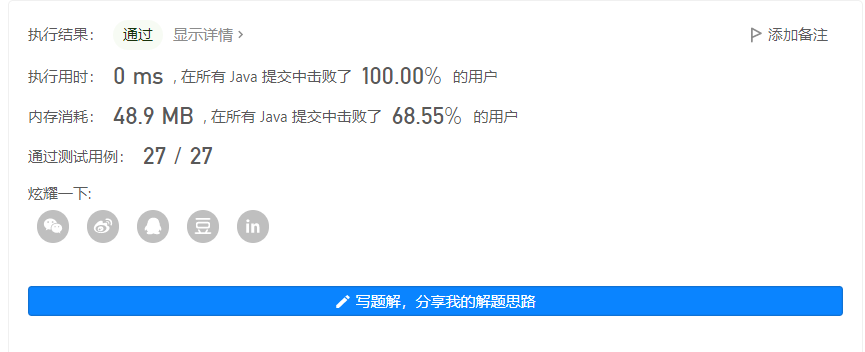 执行结果： 通过 显示详情 > 添加备注
执行用时： 0 ms , 在所有 Java 提交中击败了 100.00% 的用户
内存消耗： 48.9 MB , 在所有 Java 提交中击败了 68.55% 的用户
通过测试用例： 27 / 27
炫耀一下:
豆 in
写题解，分享我的解题思路